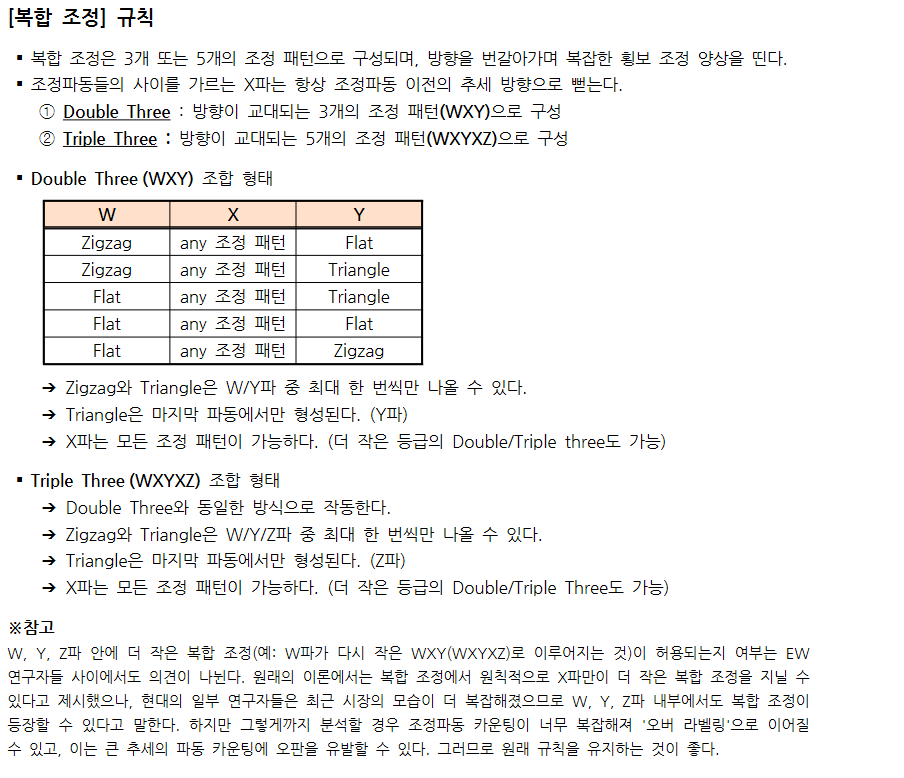 [복합 조정] 규칙
▪ 복합 조정은 3개 또는 5개의 조정 패턴으로 구성되며, 방향을 번갈아가며 복잡한 횡보 조정 양상을 띤다.
▪ 조정파동들의 사이를 가르는 X파는 항상 조정파동 이전의 추세 방향으로 뻗는다.
① Double Three : 방향이 교대되는 3개의 조정 패턴(WXY)으로 구성
② Triple Three : 방향이 교대되는 5개의 조정 패턴(WXYXZ)으로 구성
▪ Double Three (WXY) 조합 형태
W X Y
Zigzag any 조정 패턴 Flat
Zigzag any 조정 패턴 Triangle
Flat any 조정 패턴 Triangle
Flat any 조정 패턴 Flat
Flat any 조정 패턴 Zigzag
➔ Zigzag와 Triangle은 W/Y파 중 최대 한 번씩만 나올 수 있다.
➔ Triangle은 마지막 파동에서만 형성된다. (Y파)
➔ X파는 모든 조정 패턴이 가능하다. (더 작은 등급의 Double/Triple three도 가능)
▪ Triple Three (WXYXZ) 조합 형태
➔ Double Three와 동일한 방식으로 작동한다.
➔ Zigzag와 Triangle은 W/Y/Z파 중 최대 한 번씩만 나올 수 있다.
➔ Triangle은 마지막 파동에서만 형성된다. (Z파)
➔ X파는 모든 조정 패턴이 가능하다. (더 작은 등급의 Double/Triple Three도 가능)
※참고
W, Y, Z파 안에 더 작은 복합 조정(예: W파가 다시 작은 WXY(WXYXZ)로 이루어지는 것)이 허용되는지 여부는 EW
연구자들 사이에서도 의견이 나뉜다. 원래의 이론에서는 복합 조정에서 원칙적으로 X파만이 더 작은 복합 조정을 지닐 수
있다고 제시했으나, 현대의 일부 연구자들은 최근 시장의 모습이 더 복잡해졌으므로 W, Y, Z파 내부에서도 복합 조정이
등장할 수 있다고 말한다. 하지만 그렇게까지 분석할 경우 조정파동 카운팅이 너무 복잡해져 '오버 라벨링'으로 이어질
수 있고, 이는 큰 추세의 파동 카운팅에 오판을 유발할 수 있다. 그러므로 원래 규칙을 유지하는 것이 좋다.